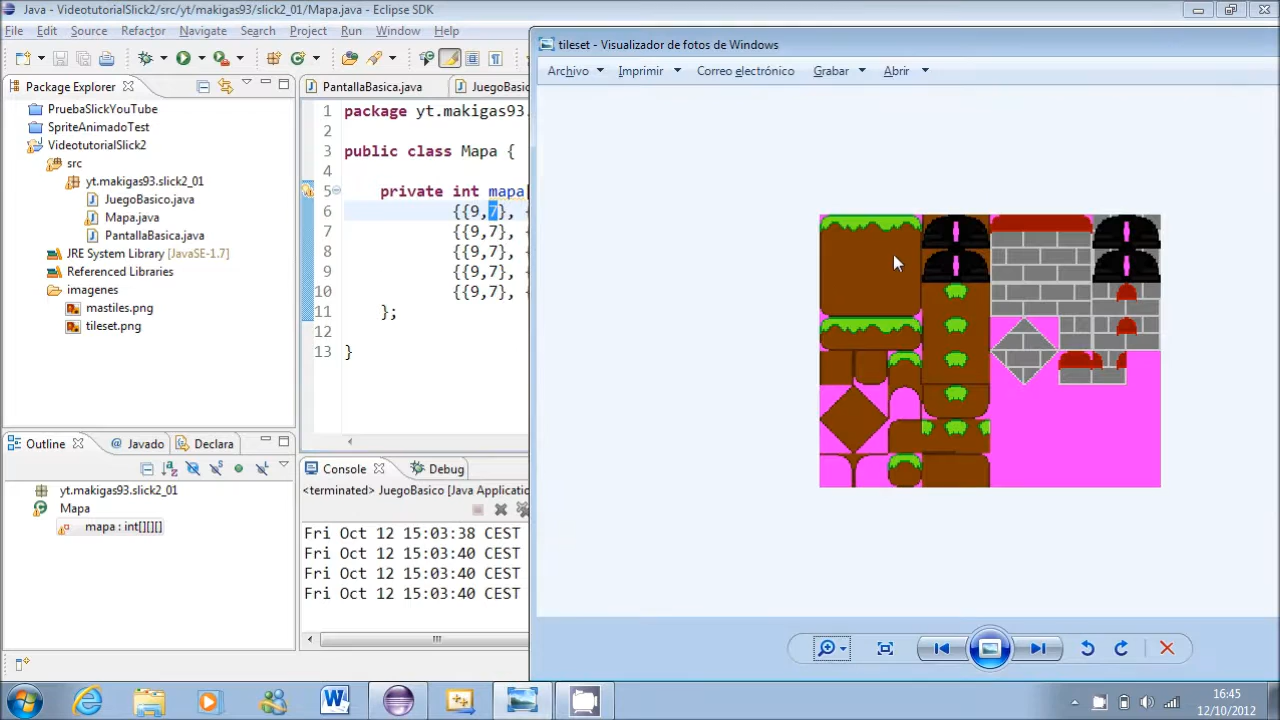 Java - VideotutorialSlick2/src/yt/makigas93/slick2_01/Mapa.java - Eclipse SDK
File Edit Source Refactor Navigate Search Project Run Window Help
Package Explorer
PruebaSlickYouTube
SpriteAnimadoTest
VideotutorialSlick2
src
yt.makigas93.slick2_01
JuegoBasico.java
Mapa.java
PantallaBasica.java
JRE System Library [JavaSE-1.7]
Referenced Libraries
imagenes
mastiles.png
tileset.png
Outline Javado Declara
yt.makigas93.slick2_01
Mapa
mapa : int[][][]
PantallaBasica.java JuegoBasic
1 package yt.makigas93.
2
3 public class Mapa {
4
5 private int mapa[
6 {{9,7}, {
7 {{9,7}, {
8 {{9,7}, {
9 {{9,7}, {
10 {{9,7}, {
11 };
12
13 }
Console Debug
<terminated> JuegoBasico [Java Applicatio
Fri Oct 12 15:03:38 CEST
Fri Oct 12 15:03:40 CEST
Fri Oct 12 15:03:40 CEST
Fri Oct 12 15:03:40 CEST
tileset - Visualizador de fotos de Windows
Archivo Imprimir Correo electrónico Grabar Abrir
16:45
12/10/2012